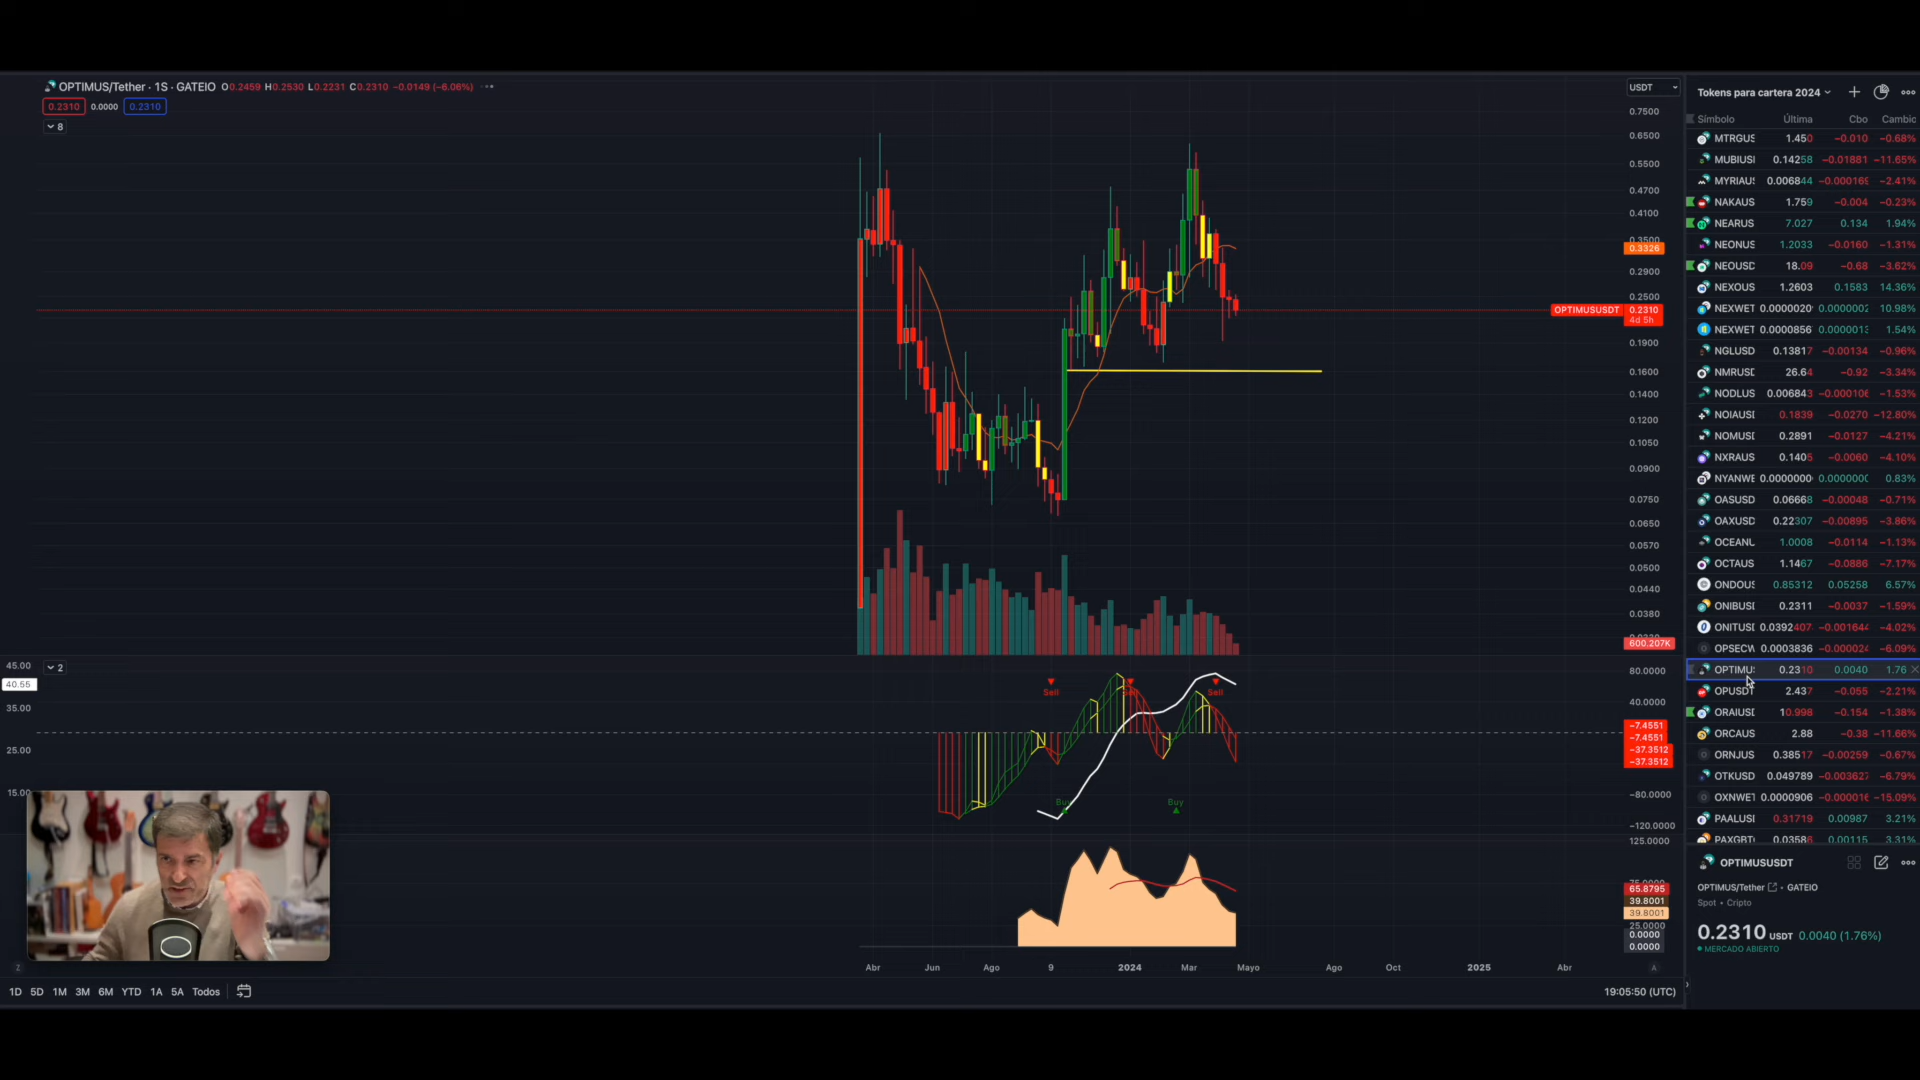 OPTIMUS/Tether · 1S · GATEIO O0.2459 H0.2530 L0.2231 C0.2310 −0.0149 (−6.06%)
0.2310 0.0000 0.2310
8
USDT
0.7500
0.6500
0.5500
0.4700
0.4100
0.3500
0.3326
0.2900
0.2500
OPTIMUSUSDT 0.2310
4d 5h
0.1900
0.1600
0.1400
0.1200
0.1050
0.0900
0.0750
0.0650
0.0570
0.0500
0.0440
0.0380
600.207K
2
45.00
40.55
35.00
25.00
15.00
Sell
Sell
Buy
Buy
80.0000
40.0000
−7.4551
−7.4551
−37.3512
−37.3512
−80.0000
−120.0000
125.0000
65.8795
39.8001
39.8001
25.0000
0.0000
0.0000
Z
Abr Jun Ago 9 2024 Mar Mayo Ago Oct 2025 Abr
A
1D 5D 1M 3M 6M YTD 1A 5A Todos
19:05:50 (UTC)
Tokens para cartera 2024
Símbolo Última Cbo Cambic
MTRGUS 1.450 −0.010 −0.68%
MUBIUSI 0.14258 −0.01881 −11.65%
MYRIAUS 0.006844 −0.000169 −2.41%
NAKAUS 1.759 −0.004 −0.23%
NEARUS 7.027 0.134 1.94%
NEONUS 1.2033 −0.0160 −1.31%
NEOUSD 18.09 −0.68 −3.62%
NEXOUS 1.2603 0.1583 14.36%
NEXWET 0.0000020 0.0000002 10.98%
NEXWET 0.0000856 0.0000013 1.54%
NGLUSD 0.13817 −0.00134 −0.96%
NMRUSD 26.64 −0.92 −3.34%
NODLUS 0.006843 −0.000106 −1.53%
NOIAUSI 0.1839 −0.0270 −12.80%
NOMUSI 0.2891 −0.0127 −4.21%
NXRAUS 0.1405 −0.0060 −4.10%
NYANWE 0.0000000 0.0000000 0.83%
OASUSD 0.06668 −0.00048 −0.71%
OAXUSD 0.22307 −0.00895 −3.86%
OCEANU 1.0008 −0.0114 −1.13%
OCTAUS 1.1467 −0.0886 −7.17%
ONDOUS 0.85312 0.05258 6.57%
ONIBUSI 0.2311 −0.0037 −1.59%
ONITUSI 0.0392407 −0.001644 −4.02%
OPSECW 0.0003836 −0.000024 −6.09%
OPTIMUS 0.2310 0.0040 1.76
OPUSDT 2.437 −0.055 −2.21%
ORAIUSI 10.998 −0.154 −1.38%
ORCAUS 2.88 −0.38 −11.66%
ORNJUS 0.38517 −0.00259 −0.67%
OTKUSD 0.049789 −0.003627 −6.79%
OXNWET 0.0000906 −0.000016 −15.09%
PAALUSI 0.31719 0.00987 3.21%
PAXGBT 0.03586 0.00115 3.31%
OPTIMUSUSDT
OPTIMUS/Tether · GATEIO
Spot • Cripto
0.2310 USDT 0.0040 (1.76%)
MERCADO ABIERTO